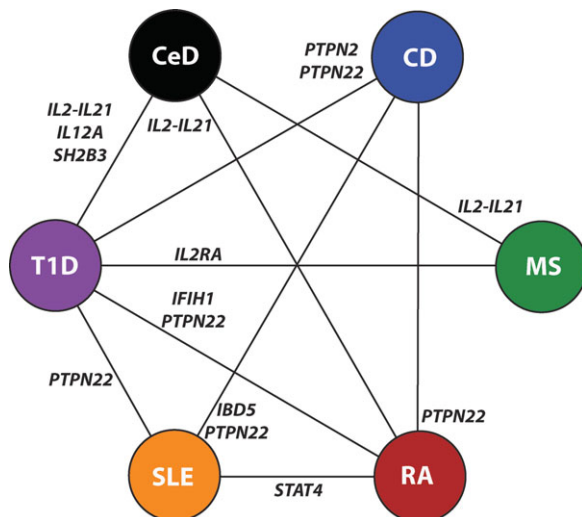 CeD
CD
PTPN2
PTPN22
IL2-IL21
IL12A
SH2B3
IL2-IL21
IL2-IL21
T1D
IL2RA
MS
IFIH1
PTPN22
PTPN22
IBD5
PTPN22
PTPN22
SLE
STAT4
RA